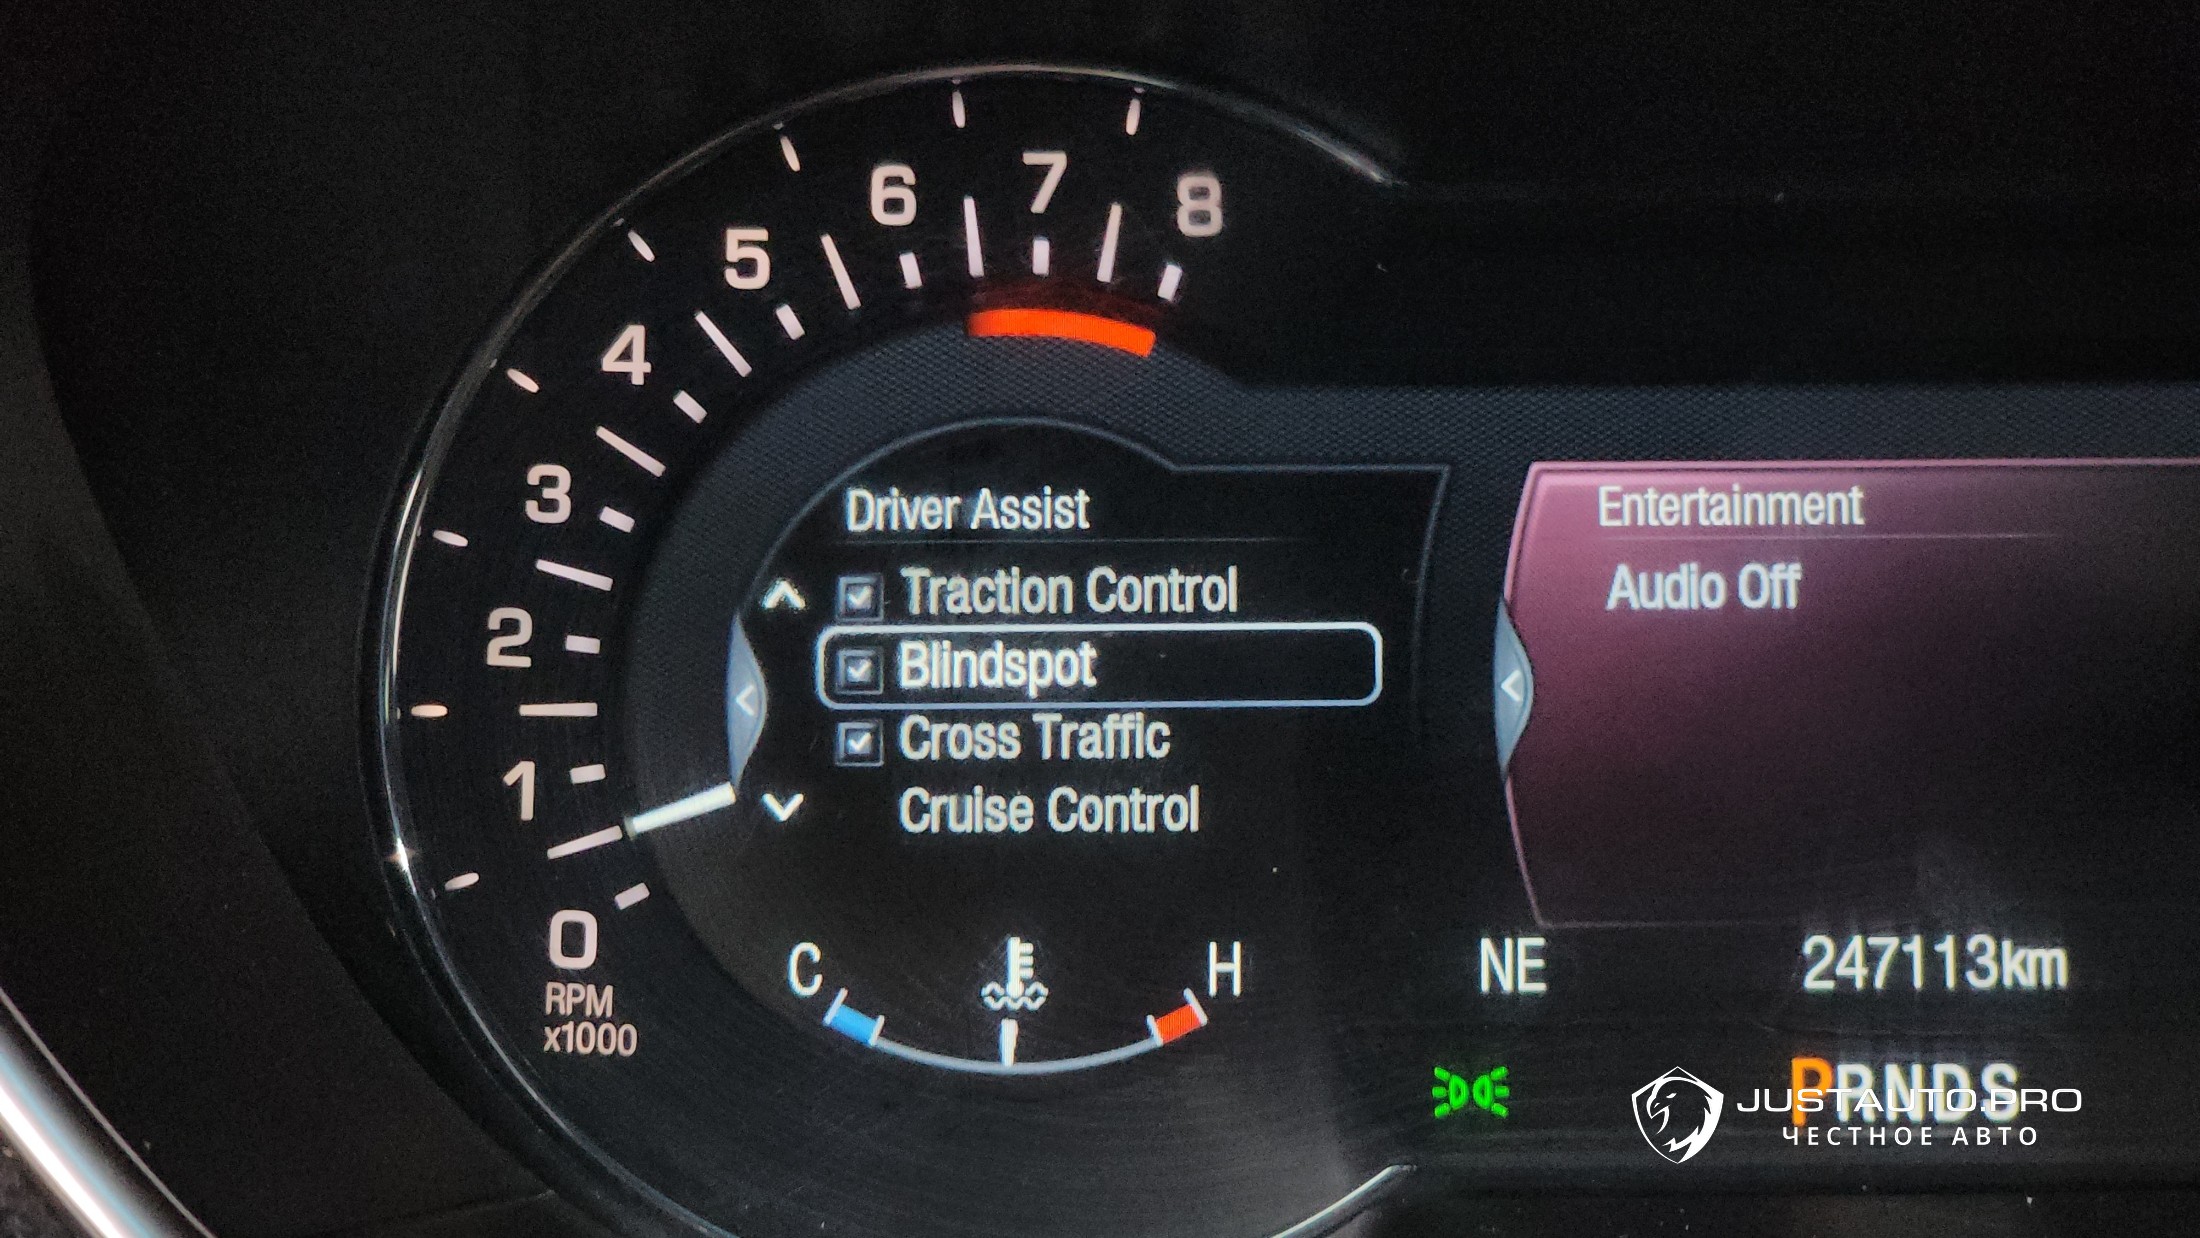 8
7
6
5
4
3
2
1
0
RPM
x1000
Driver Assist
Traction Control
Blindspot
Cross Traffic
Cruise Control
C
H
Entertainment
Audio Off
NE
247113km
PRNDS
JUSTAUTO.PRO
ЧЕСТНОЕ АВТО